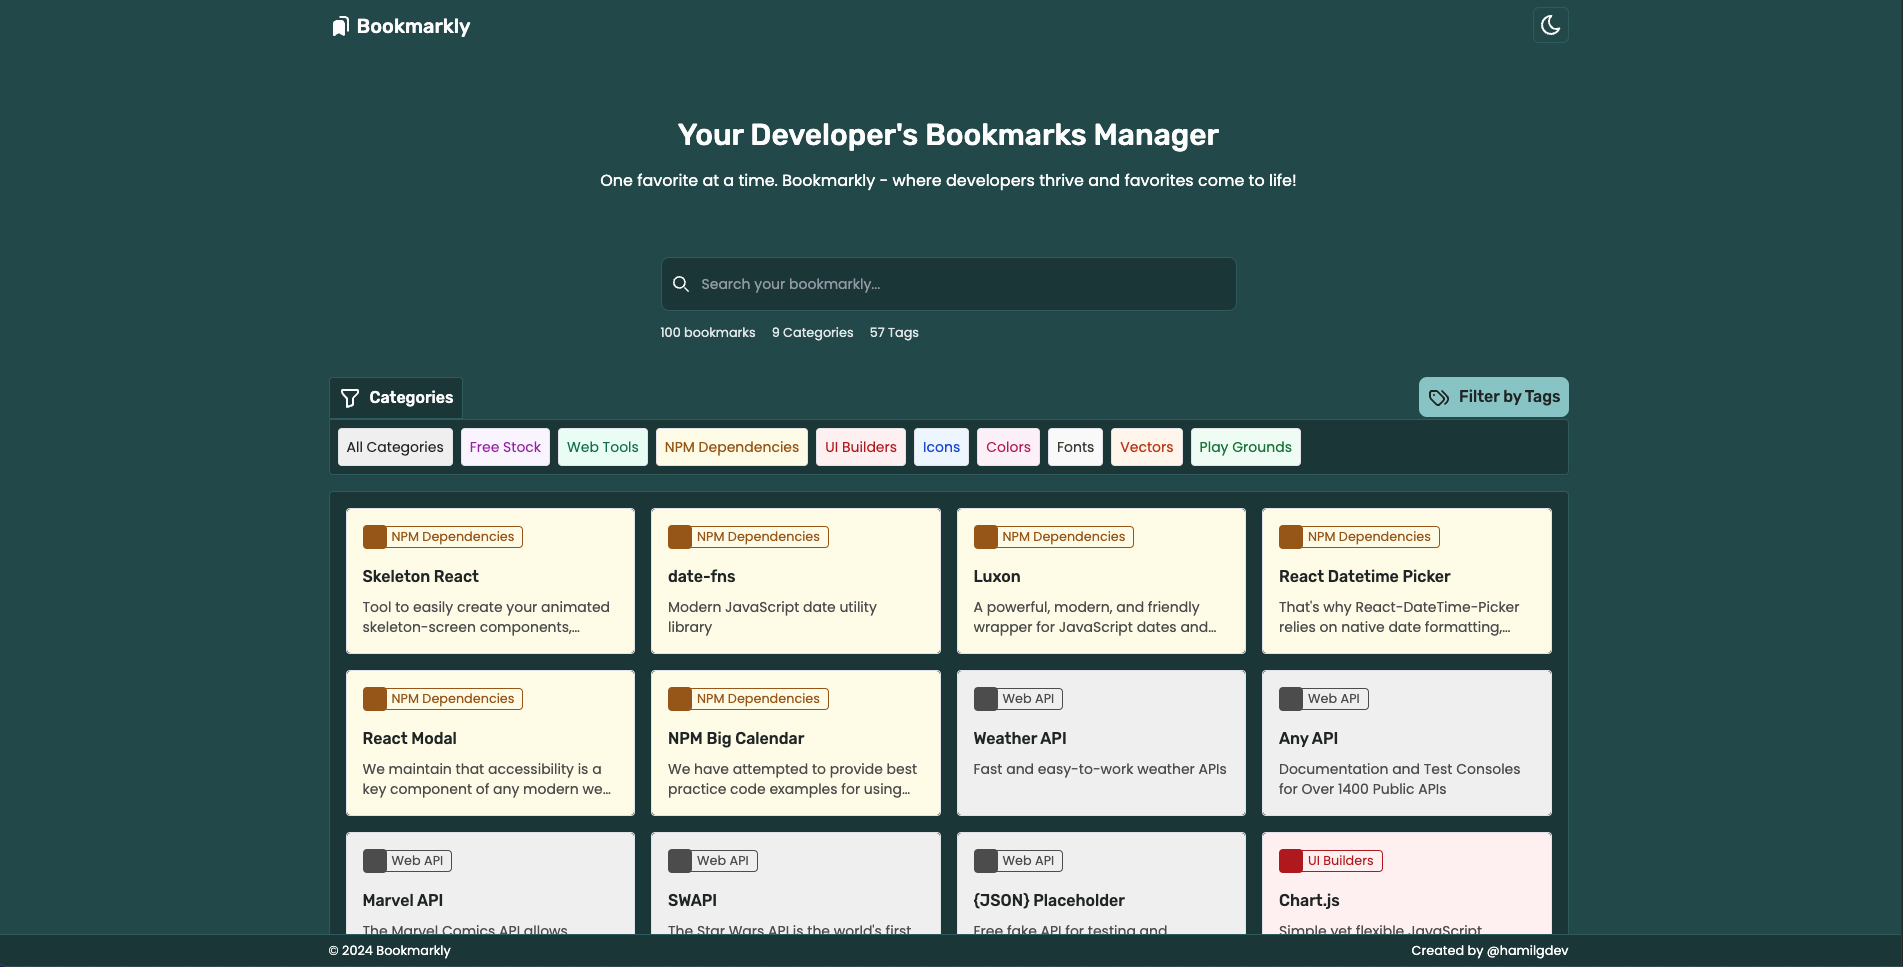 Bookmarkly
Your Developer's Bookmarks Manager
One favorite at a time. Bookmarkly - where developers thrive and favorites come to life!
Search your bookmarkly...
100 bookmarks 9 Categories 57 Tags
Categories
Filter by Tags
All Categories Free Stock Web Tools NPM Dependencies UI Builders Icons Colors Fonts Vectors Play Grounds
NPM Dependencies
Skeleton React
Tool to easily create your animated
skeleton-screen components,...
NPM Dependencies
date-fns
Modern JavaScript date utility
library
NPM Dependencies
Luxon
A powerful, modern, and friendly
wrapper for JavaScript dates and...
NPM Dependencies
React Datetime Picker
That's why React-DateTime-Picker
relies on native date formatting,...
NPM Dependencies
React Modal
We maintain that accessibility is a
key component of any modern we...
NPM Dependencies
NPM Big Calendar
We have attempted to provide best
practice code examples for using...
Web API
Weather API
Fast and easy-to-work weather APIs
Web API
Any API
Documentation and Test Consoles
for Over 1400 Public APIs
Web API
Marvel API
The Marvel Comics API allows
Web API
SWAPI
The Star Wars API is the world's first
Web API
{JSON} Placeholder
Free fake API for testing and
UI Builders
Chart.js
Simple yet flexible JavaScript
© 2024 Bookmarkly
Created by @hamilgdev